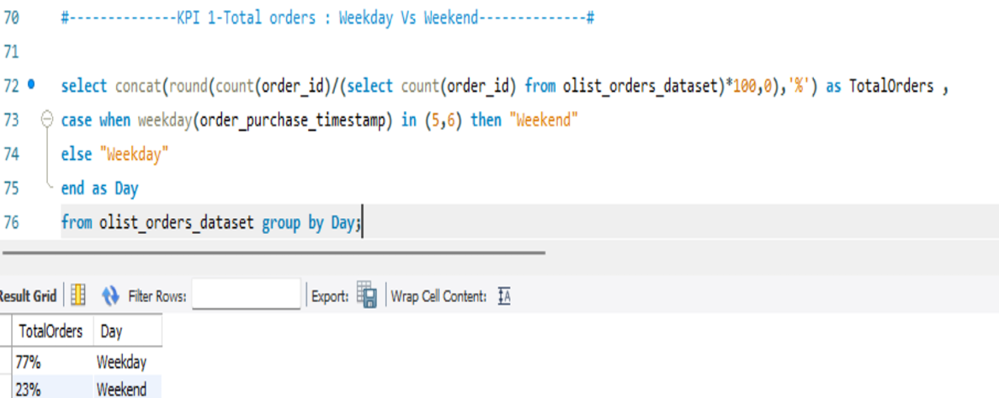 70 #--------------KPI 1-Total orders : Weekday Vs Weekend--------------#
71
72 select concat(round(count(order_id)/(select count(order_id) from olist_orders_dataset)*100,0),'%') as TotalOrders ,
73 case when weekday(order_purchase_timestamp) in (5,6) then "Weekend"
74 else "Weekday"
75 end as Day
76 from olist_orders_dataset group by Day;
Result Grid Filter Rows: Export: Wrap Cell Content:
TotalOrders Day
77% Weekday
23% Weekend